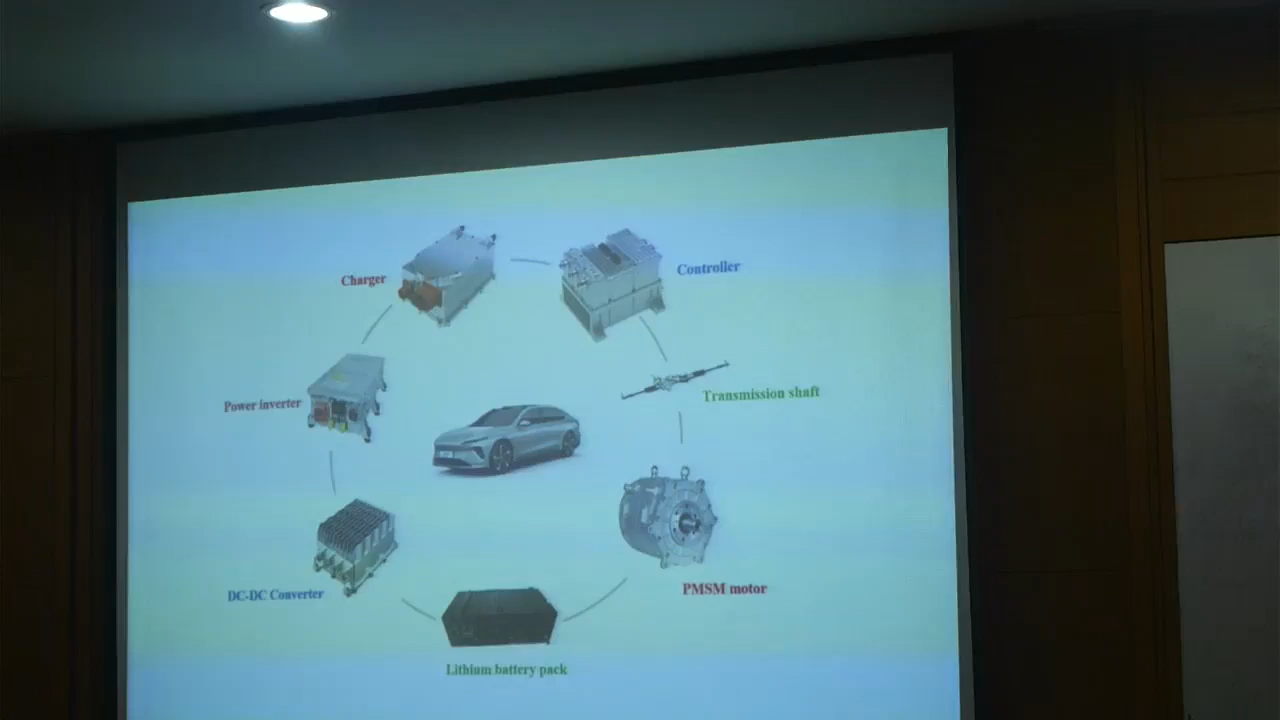 Charger
Controller
Power inverter
Transmission shaft
DC-DC Converter
PMSM motor
Lithium battery pack